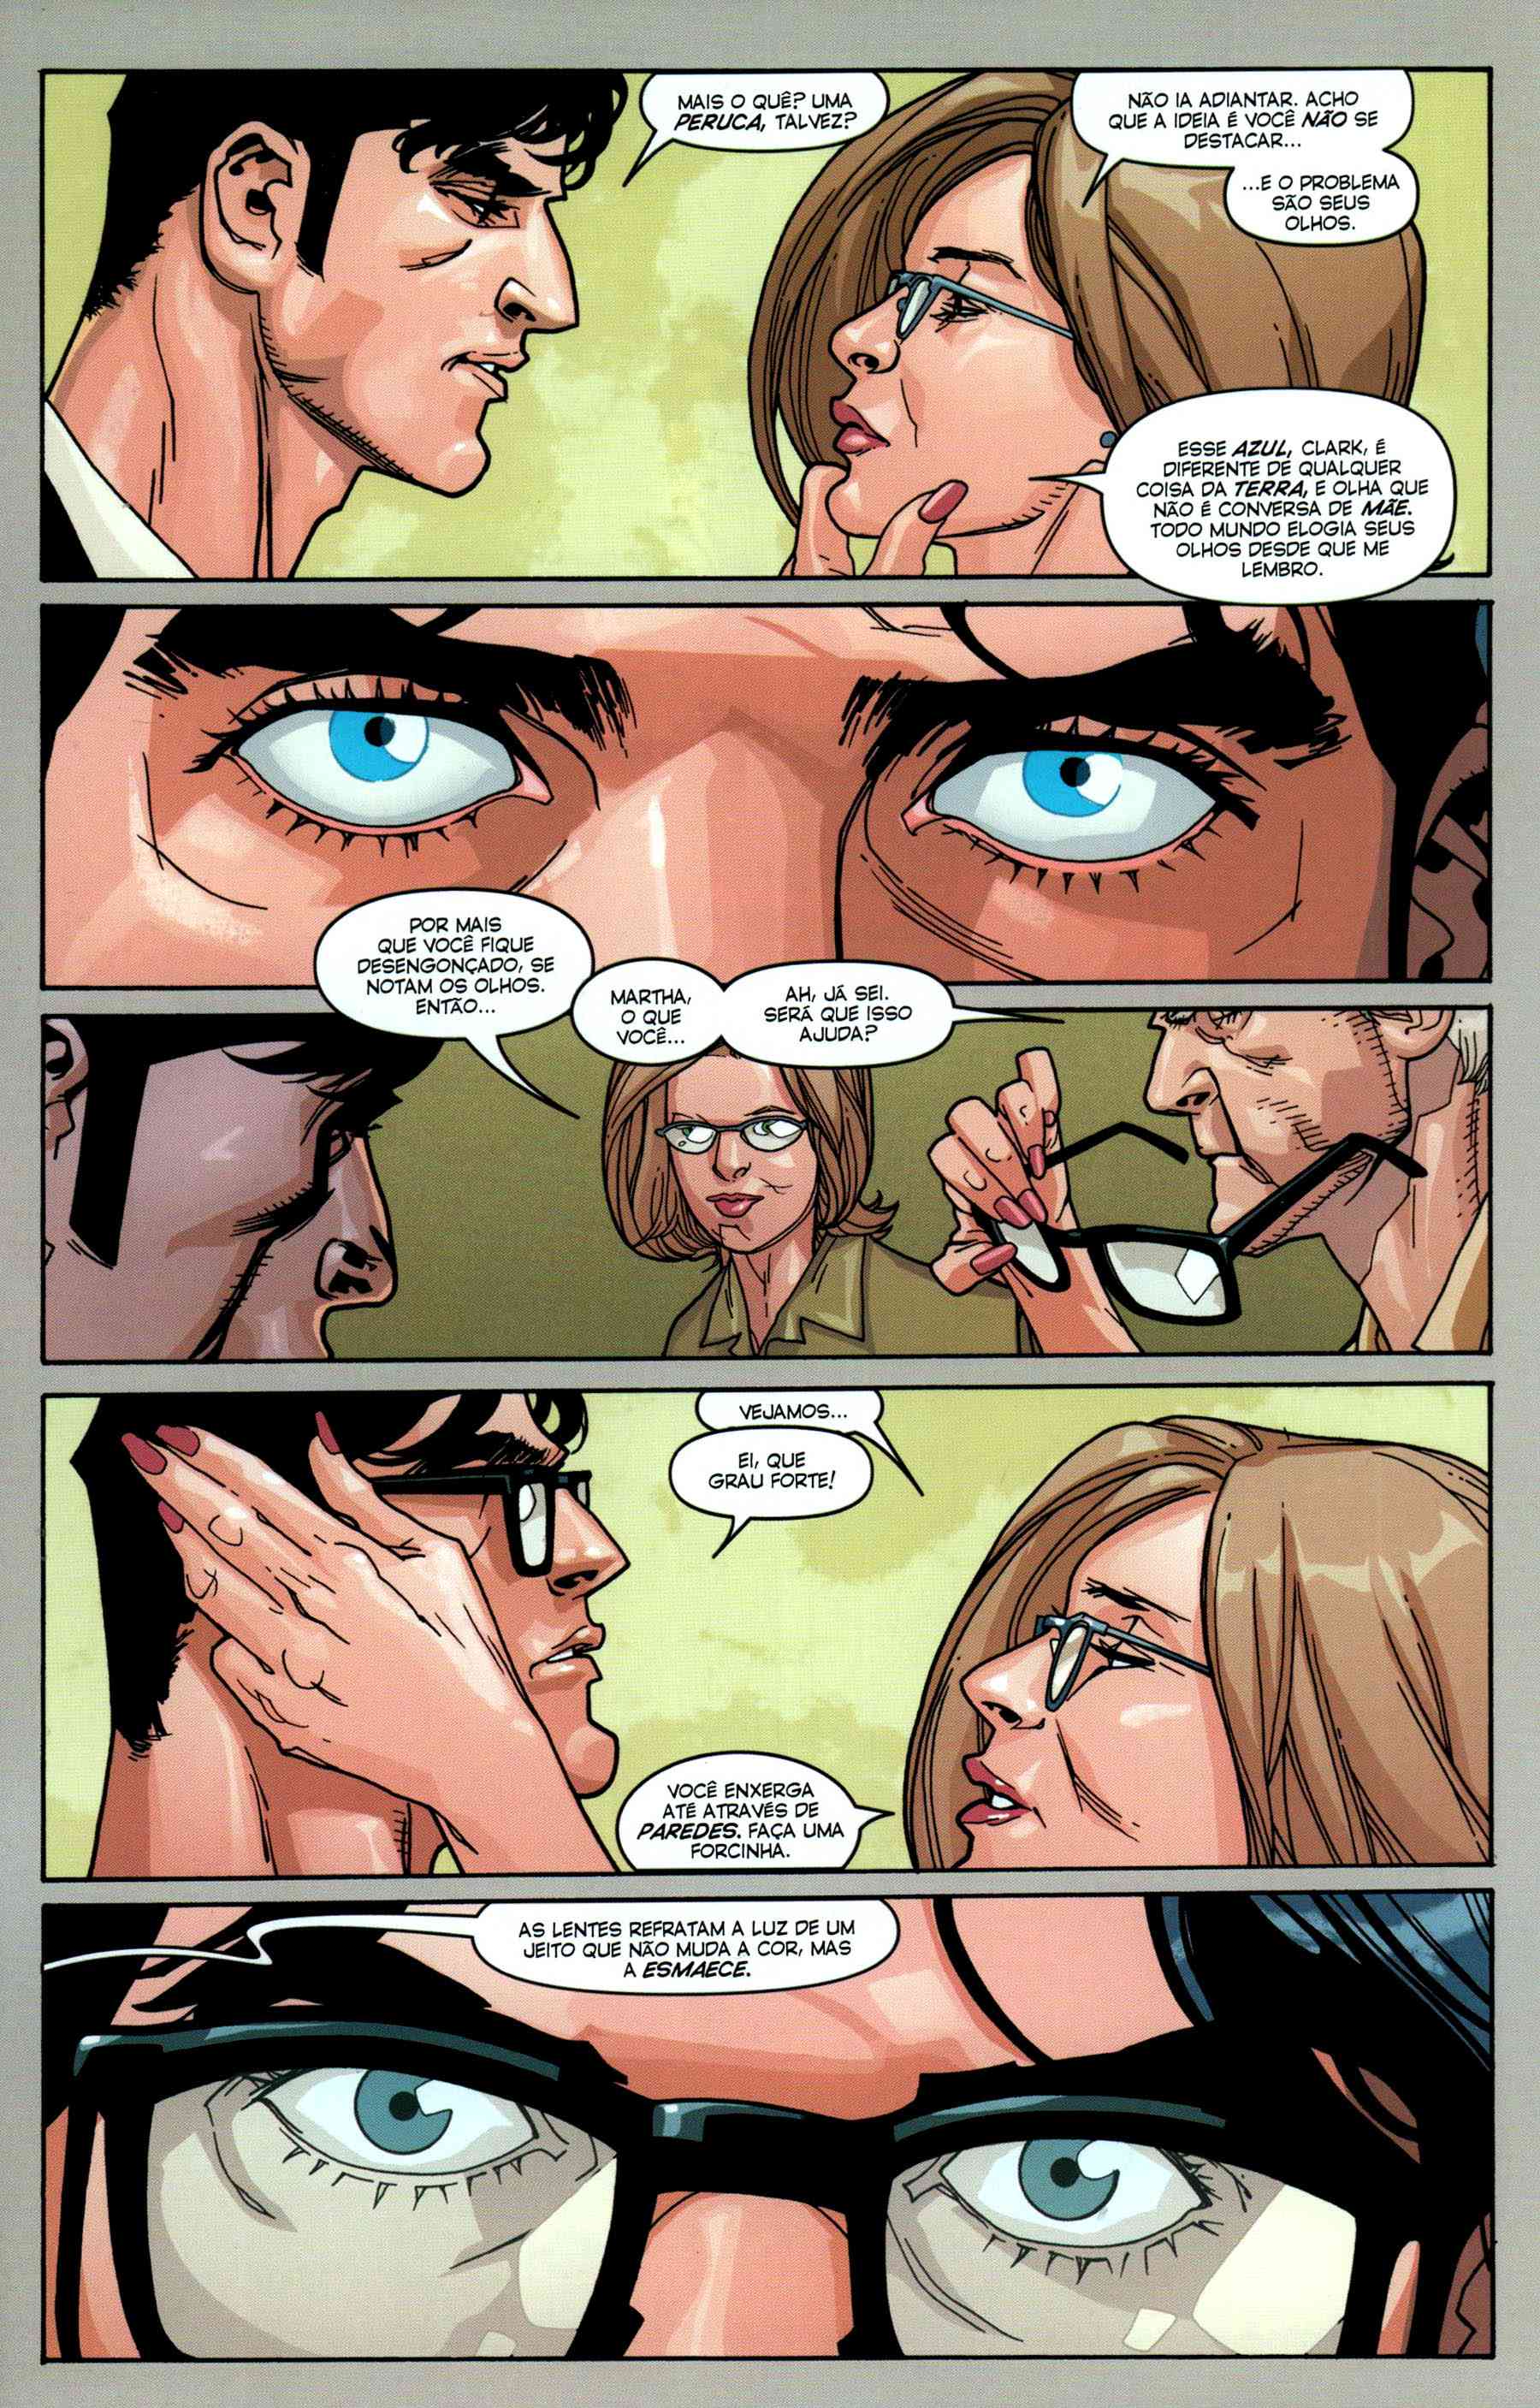 MAIS O QUÊ? UMA
PERUCA, TALVEZ?
NÃO IA ADIANTAR. ACHO
QUE A IDEIA É VOCÊ NÃO SE
DESTACAR...
...E O PROBLEMA
SÃO SEUS
OLHOS.
ESSE AZUL, CLARK, É
DIFERENTE DE QUALQUER
COISA DA TERRA, E OLHA QUE
NÃO É CONVERSA DE MÃE.
TODO MUNDO ELOGIA SEUS
OLHOS DESDE QUE ME
LEMBRO.
POR MAIS
QUE VOCÊ FIQUE
DESENGONÇADO, SE
NOTAM OS OLHOS.
ENTÃO...
MARTHA,
O QUE
VOCÊ...
AH, JÁ SEI.
SERÁ QUE ISSO
AJUDA?
VEJAMOS...
EI, QUE
GRAU FORTE!
VOCÊ ENXERGA
ATÉ ATRAVÉS DE
PAREDES. FAÇA UMA
FORCINHA.
AS LENTES REFRATAM A LUZ DE UM
JEITO QUE NÃO MUDA A COR, MAS
A ESMAECE.